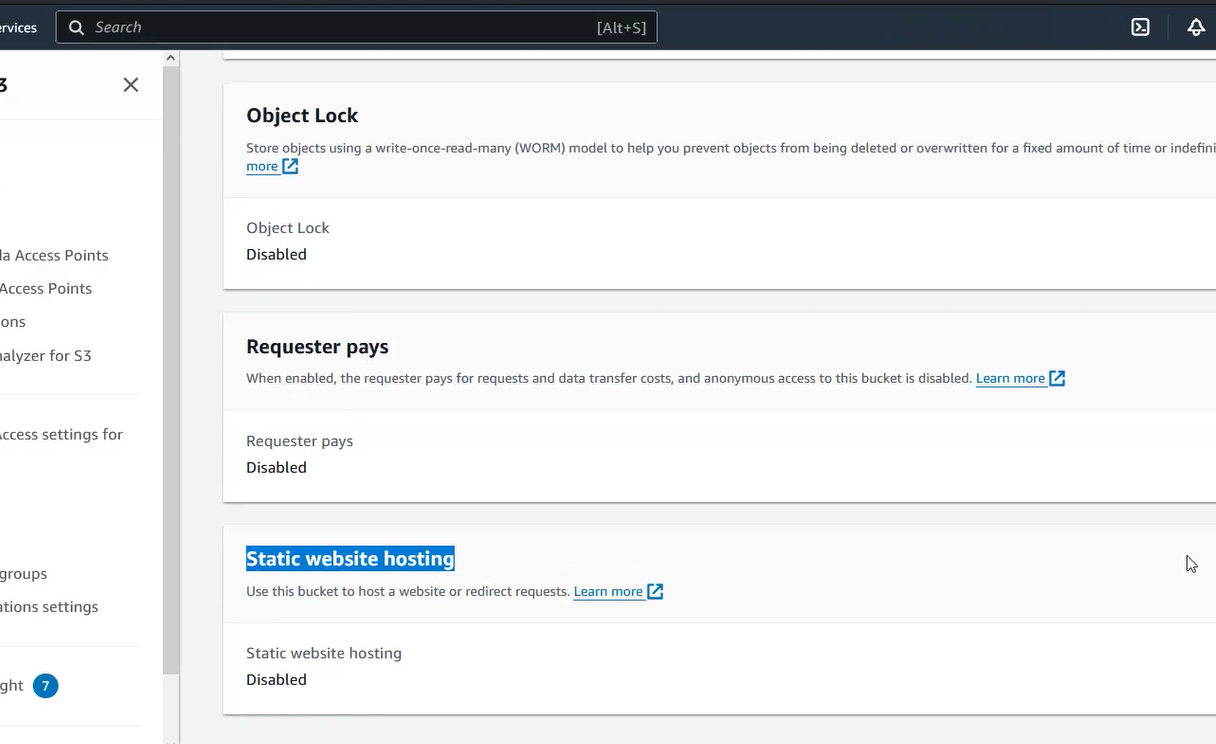 ervices
Search
[Alt+S]
3
Object Lock
Store objects using a write-once-read-many (WORM) model to help you prevent objects from being deleted or overwritten for a fixed amount of time or indefini
more
Object Lock
Disabled
da Access Points
Access Points
ons
nalyzer for S3
Requester pays
When enabled, the requester pays for requests and data transfer costs, and anonymous access to this bucket is disabled. Learn more
Requester pays
Disabled
Access settings for
Static website hosting
Use this bucket to host a website or redirect requests. Learn more
Static website hosting
Disabled
groups
ations settings
ght 7